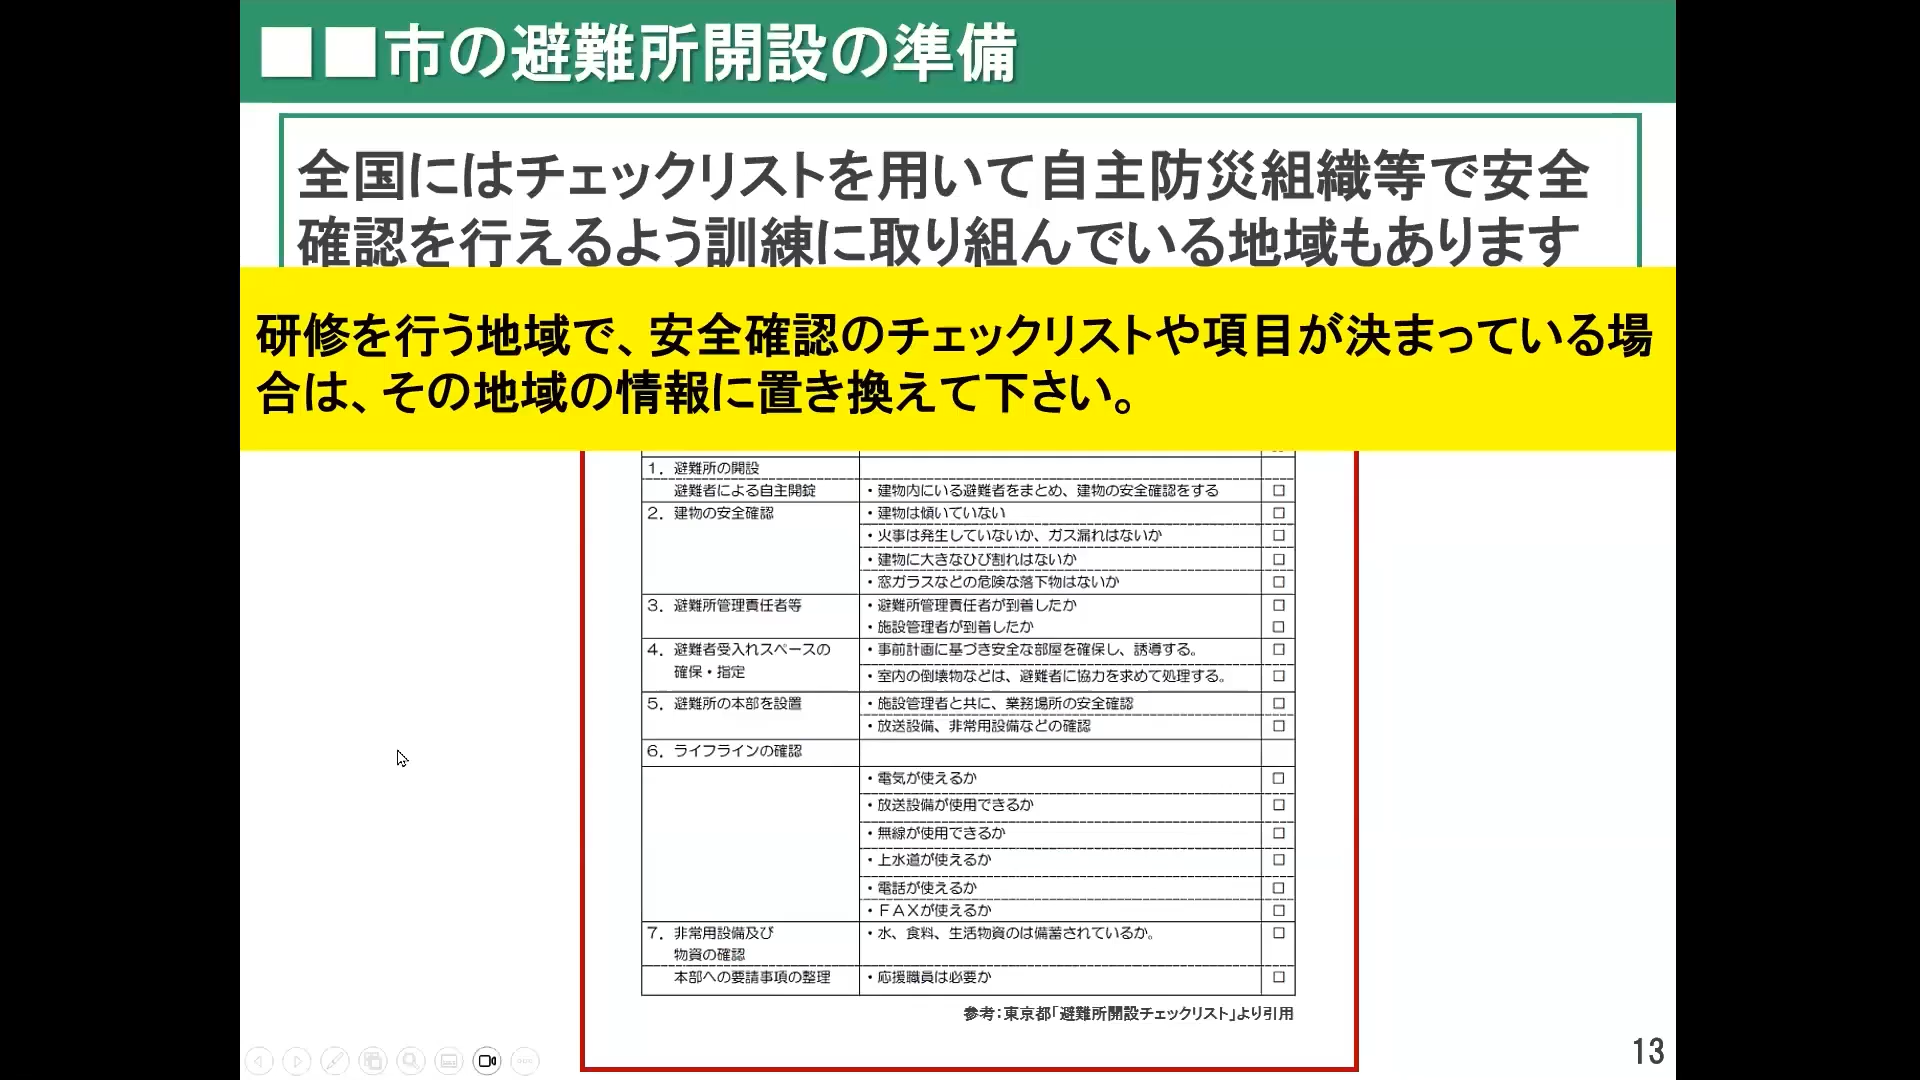 ■■市の避難所開設の準備
全国にはチェックリストを用いて自主防災組織等で安全
確認を行えるよう訓練に取り組んでいる地域もあります
研修を行う地域で、安全確認のチェックリストや項目が決まっている場
合は、その地域の情報に置き換えて下さい。
1．避難所の開設
避難者による自主開錠 ・建物内にいる避難者をまとめ、建物の安全確認をする □
2．建物の安全確認 ・建物は傾いていない □
・火事は発生していないか、ガス漏れはないか □
・建物に大きなひび割れはないか □
・窓ガラスなどの危険な落下物はないか □
3．避難所管理責任者等 ・避難所管理責任者が到着したか □
・施設管理者が到着したか □
4．避難者受入れスペースの ・事前計画に基づき安全な部屋を確保し、誘導する。 □
確保・指定 ・室内の倒壊物などは、避難者に協力を求めて処理する。 □
5．避難所の本部を設置 ・施設管理者と共に、業務場所の安全確認 □
・放送設備、非常用設備などの確認 □
6．ライフラインの確認
・電気が使えるか □
・放送設備が使用できるか □
・無線が使用できるか □
・上水道が使えるか □
・電話が使えるか □
・ＦＡＸが使えるか □
7．非常用設備及び ・水、食料、生活物資のは備蓄されているか。 □
物資の確認
本部への要請事項の整理 ・応援職員は必要か □
参考：東京都「避難所開設チェックリスト」より引用
13